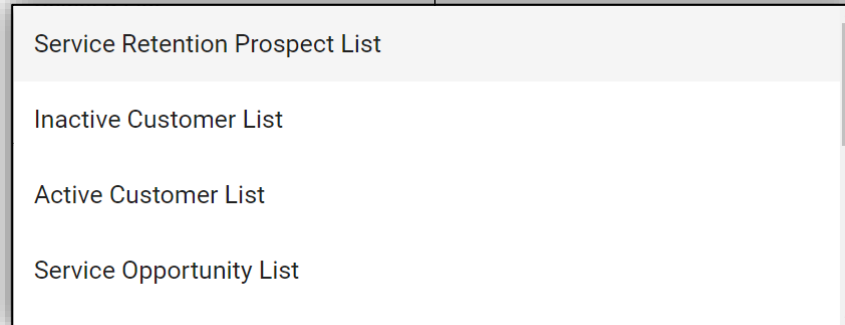 Service Retention Prospect List
Inactive Customer List
Active Customer List
Service Opportunity List